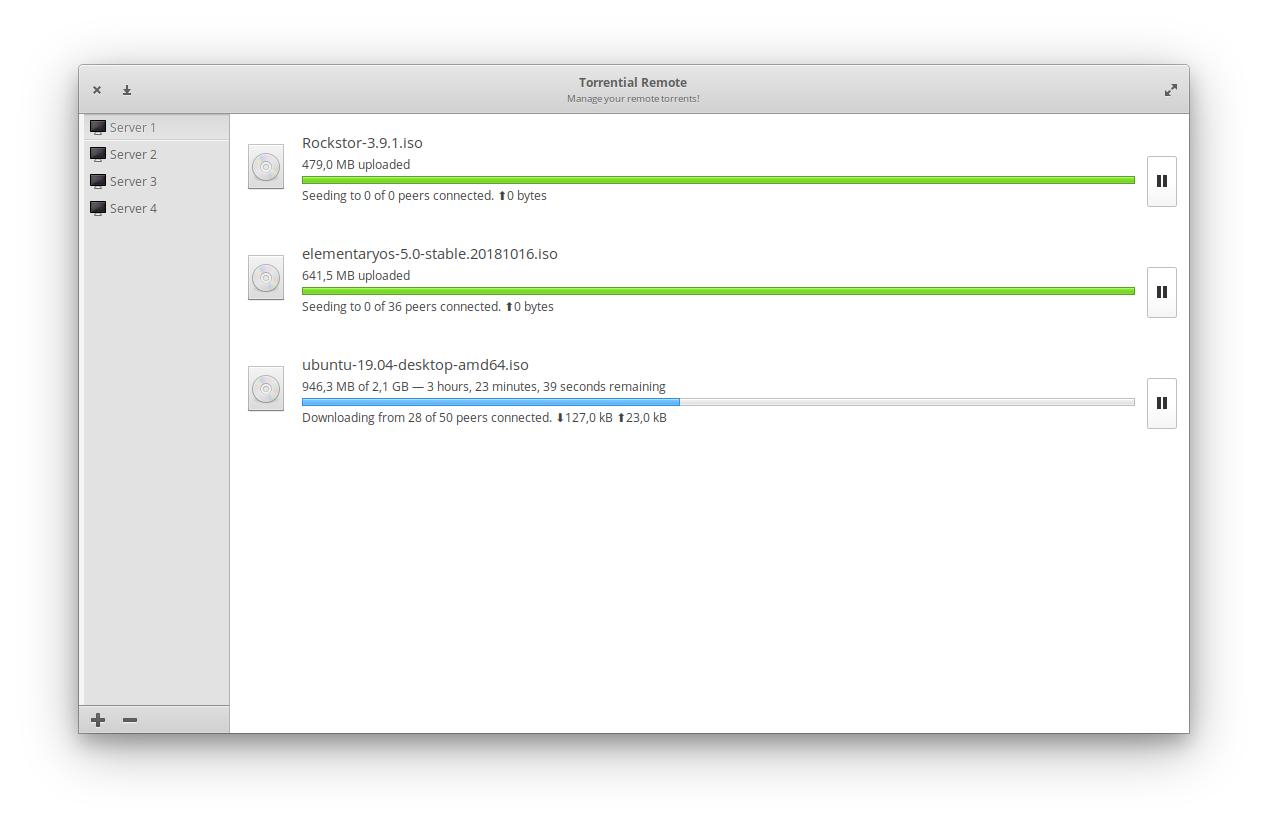 Torrential Remote
Manage your remote torrents!
Server 1
Server 2
Server 3
Server 4
Rockstor-3.9.1.iso
479,0 MB uploaded
Seeding to 0 of 0 peers connected. ⬆0 bytes
elementaryos-5.0-stable.20181016.iso
641,5 MB uploaded
Seeding to 0 of 36 peers connected. ⬆0 bytes
ubuntu-19.04-desktop-amd64.iso
946,3 MB of 2,1 GB — 3 hours, 23 minutes, 39 seconds remaining
Downloading from 28 of 50 peers connected. ⬇127,0 kB ⬆23,0 kB